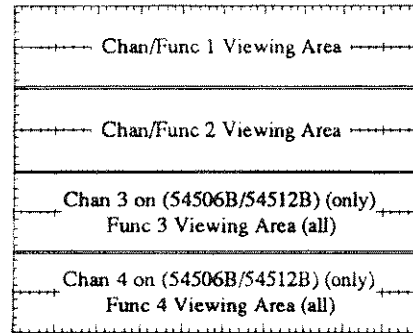 Chan/Func 1 Viewing Area
Chan/Func 2 Viewing Area
Chan 3 on (54506B/54512B) (only)
Func 3 Viewing Area (all)
Chan 4 on (54506B/54512B) (only)
Func 4 Viewing Area (all)